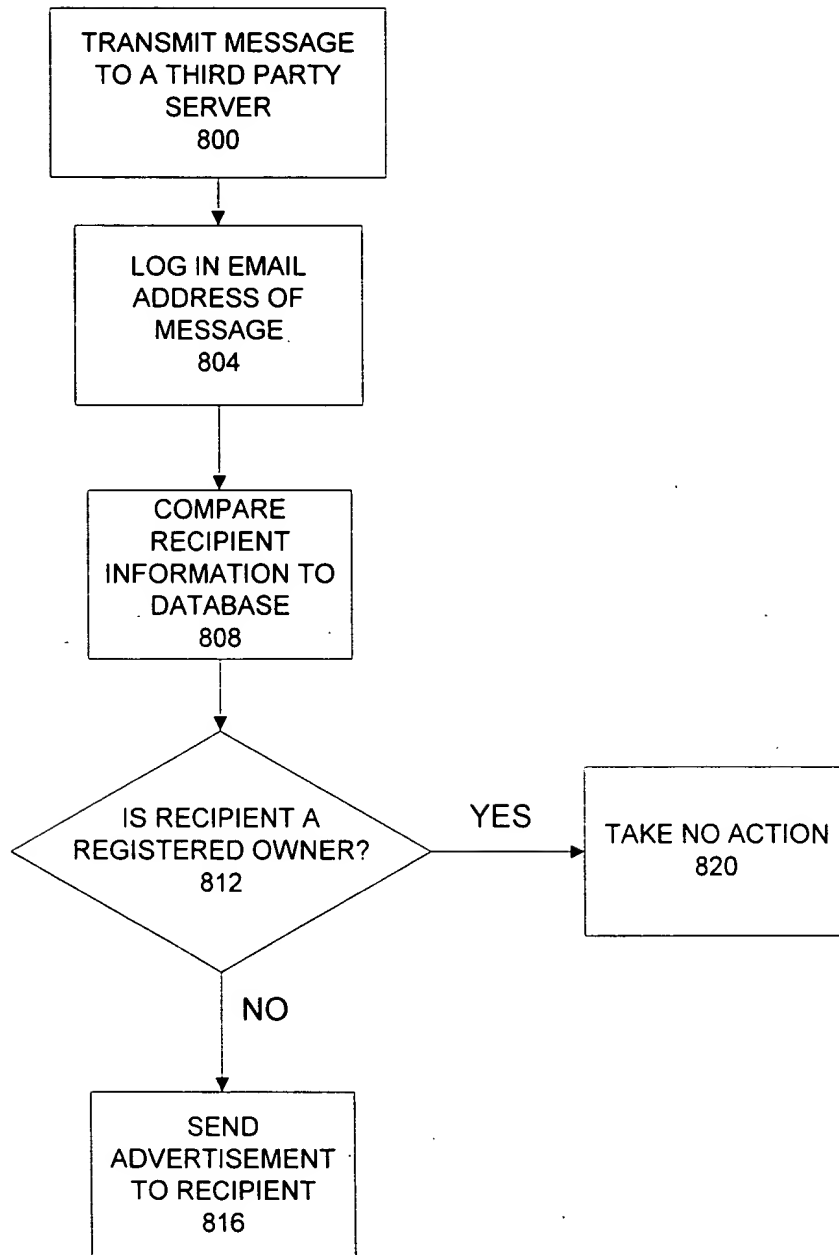 TRANSMIT MESSAGE
TO A THIRD PARTY
SERVER
800
LOG IN EMAIL
ADDRESS OF
MESSAGE
804
COMPARE
RECIPIENT
INFORMATION TO
DATABASE
808
IS RECIPIENT A
REGISTERED OWNER?
812
YES
TAKE NO ACTION
820
NO
SEND
ADVERTISEMENT
TO RECIPIENT
816